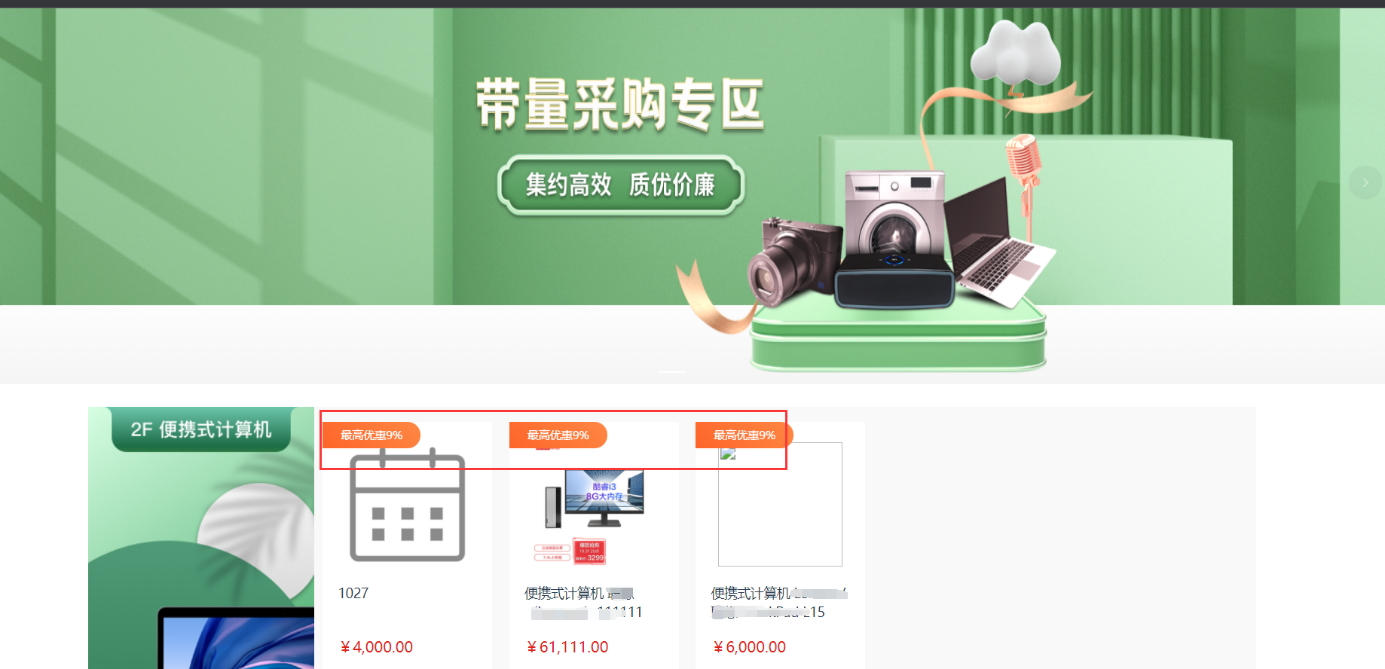 带量采购专区
集约高效 质优价廉
2F 便携式计算机
最高优惠9%
最高优惠9%
最高优惠9%
酷睿i3
8G大内存
3299
1027
便携式计算机
111111
便携式计算机
L15
￥4,000.00
￥61,111.00
￥6,000.00